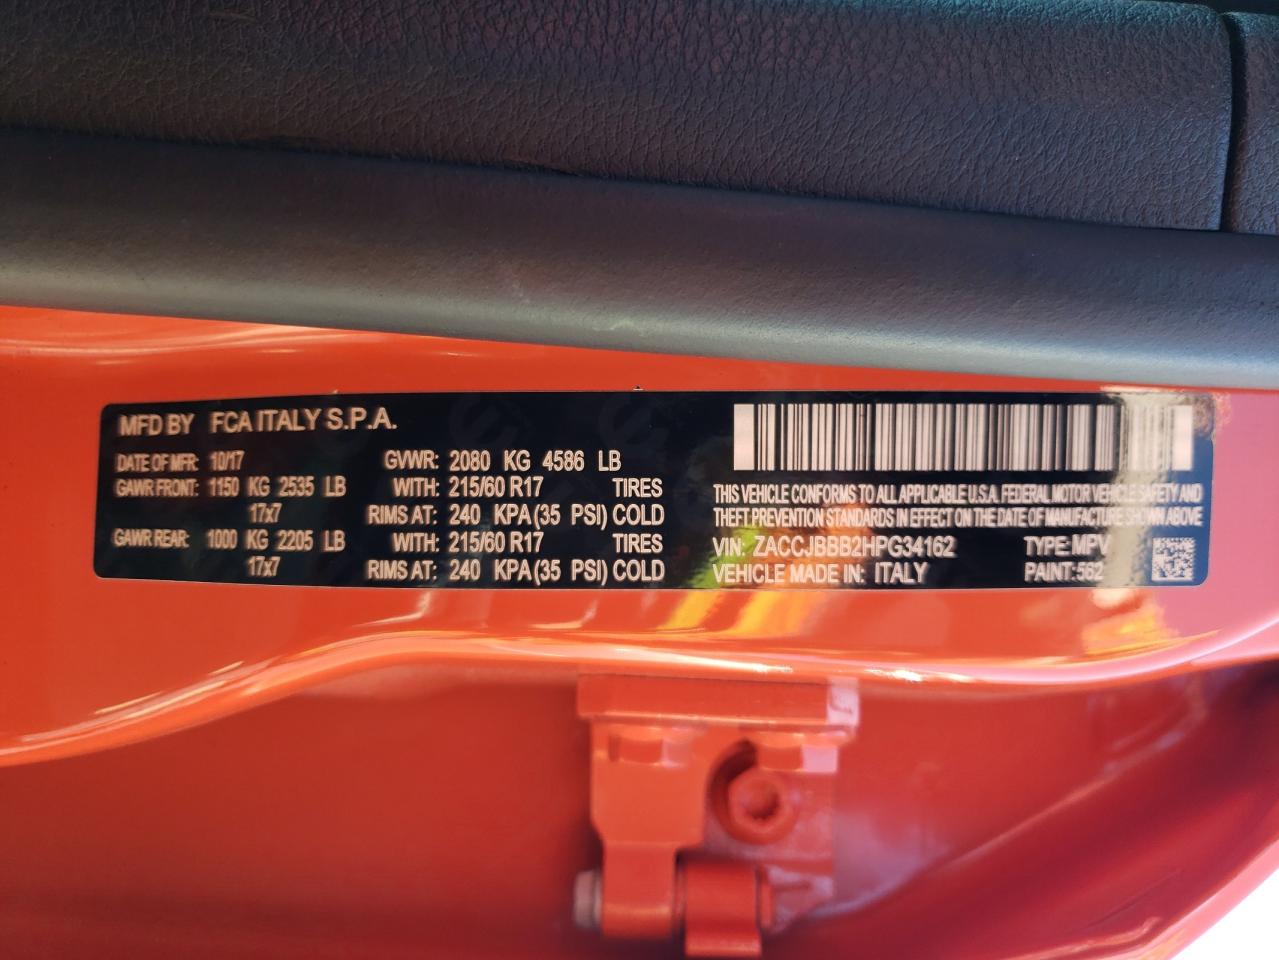 MFD BY FCA ITALY S.P.A.
DATE OF MFR: 10/17 GVWR: 2080 KG 4586 LB
GAWR FRONT: 1150 KG 2535 LB WITH: 215/60 R17 TIRES
17x7 RIMS AT: 240 KPA(35 PSI) COLD
GAWR REAR: 1000 KG 2205 LB WITH: 215/60 R17 TIRES
17x7 RIMS AT: 240 KPA(35 PSI) COLD
THIS VEHICLE CONFORMS TO ALL APPLICABLE U.S.A. FEDERAL MOTOR VEHICLE SAFETY AND
THEFT PREVENTION STANDARDS IN EFFECT ON THE DATE OF MANUFACTURE SHOWN ABOVE
VIN: ZACCJBBB2HPG34162 TYPE: MPV
VEHICLE MADE IN: ITALY PAINT: 562